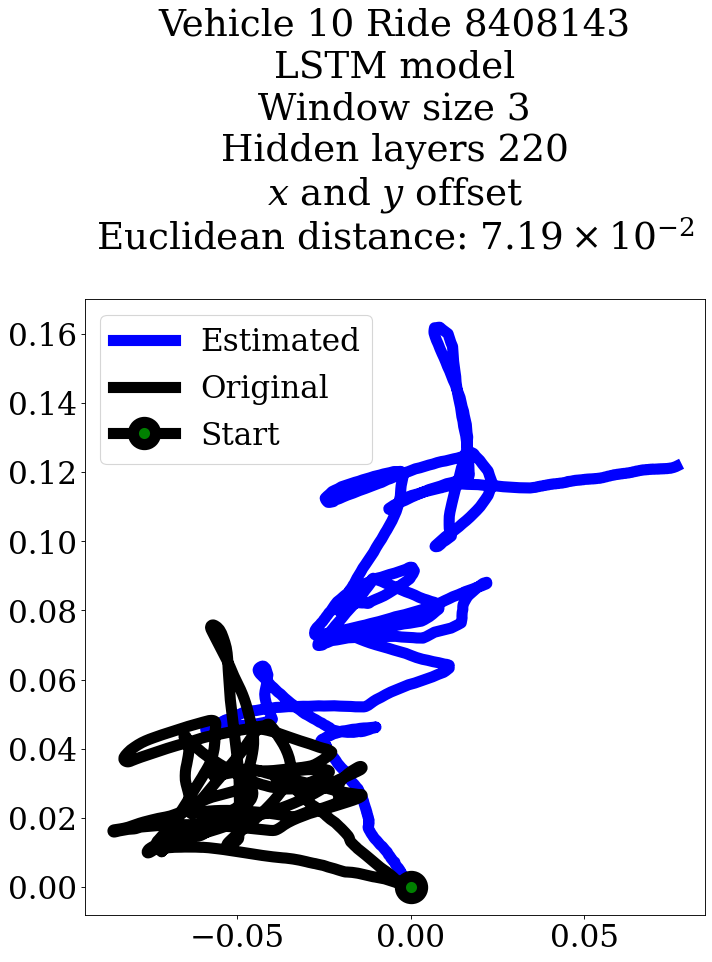 Vehicle 10 Ride 8408143
LSTM model
Window size 3
Hidden layers 220
x and y offset
Euclidean distance: 7.19 × 10⁻²
Estimated
Original
Start
0.16
0.14
0.12
0.10
0.08
0.06
0.04
0.02
0.00
−0.05 0.00 0.05